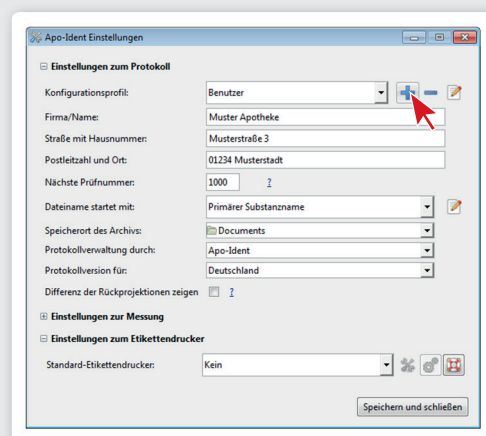 Apo-Ident Einstellungen
Einstellungen zum Protokoll
Konfigurationsprofil: Benutzer
Firma/Name: Muster Apotheke
Straße mit Hausnummer: Musterstraße 3
Postleitzahl und Ort: 01234 Musterstadt
Nächste Prüfnummer: 1000 ?
Dateiname startet mit: Primärer Substanzname
Speicherort des Archivs: Documents
Protokollverwaltung durch: Apo-Ident
Protokollversion für: Deutschland
Differenz der Rückprojektionen zeigen ?
Einstellungen zur Messung
Einstellungen zum Etikettendrucker
Standard-Etikettendrucker: Kein
Speichern und schließen